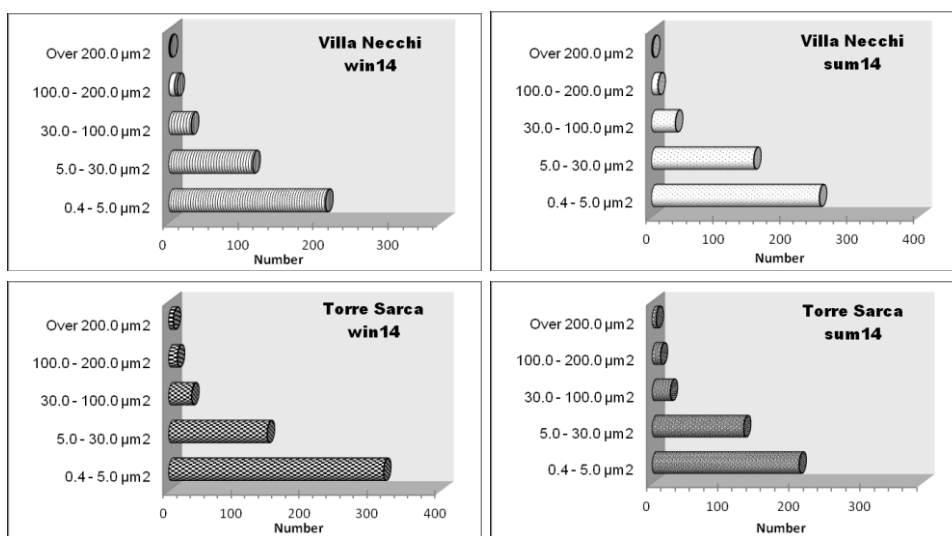 Villa Necchi
win14
Over 200.0 µm2
100.0 - 200.0 µm2
30.0 - 100.0 µm2
5.0 - 30.0 µm2
0.4 - 5.0 µm2
0 100 200 300
Number
Villa Necchi
sum14
Over 200.0 µm2
100.0 - 200.0 µm2
30.0 - 100.0 µm2
5.0 - 30.0 µm2
0.4 - 5.0 µm2
0 100 200 300 400
Number
Torre Sarca
win14
Over 200.0 µm2
100.0 - 200.0 µm2
30.0 - 100.0 µm2
5.0 - 30.0 µm2
0.4 - 5.0 µm2
0 100 200 300 400
Number
Torre Sarca
sum14
Over 200.0 µm2
100.0 - 200.0 µm2
30.0 - 100.0 µm2
5.0 - 30.0 µm2
0.4 - 5.0 µm2
0 100 200 300
Number